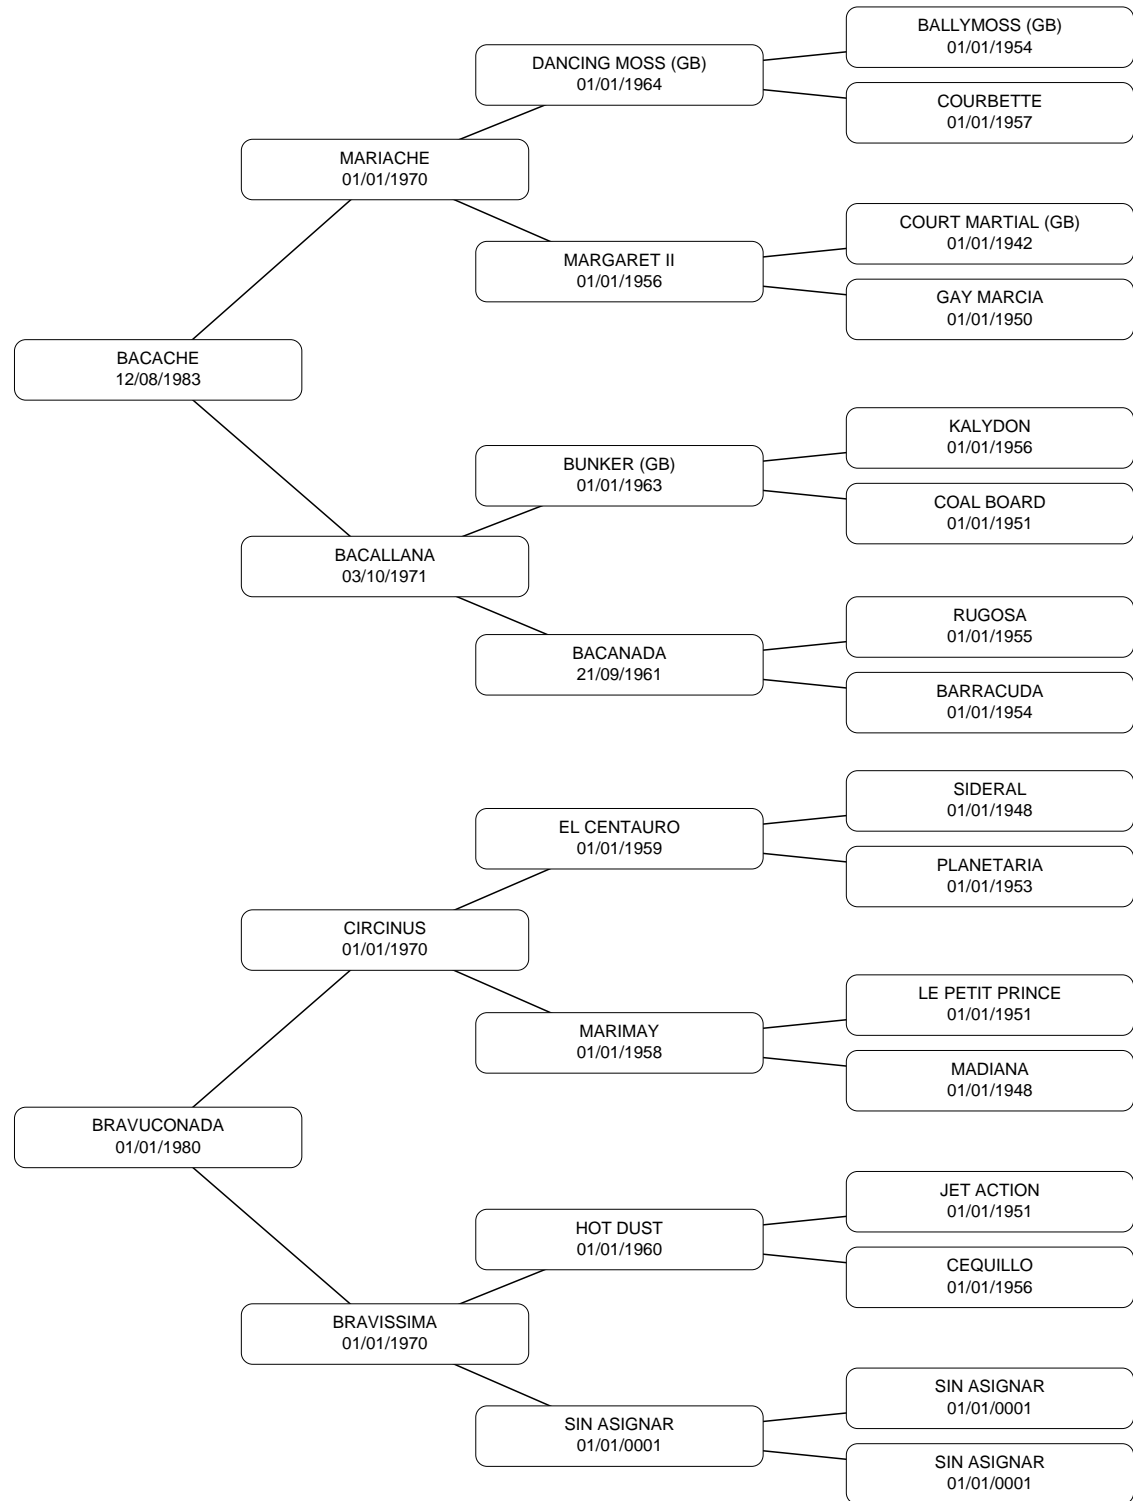 BALLYMOSS (GB)
01/01/1954
DANCING MOSS (GB)
01/01/1964
COURBETTE
01/01/1957
MARIACHE
01/01/1970
COURT MARTIAL (GB)
01/01/1942
MARGARET II
01/01/1956
GAY MARCIA
01/01/1950
BACACHE
12/08/1983
KALYDON
01/01/1956
BUNKER (GB)
01/01/1963
COAL BOARD
01/01/1951
BACALLANA
03/10/1971
RUGOSA
01/01/1955
BACANADA
21/09/1961
BARRACUDA
01/01/1954
SIDERAL
01/01/1948
EL CENTAURO
01/01/1959
PLANETARIA
01/01/1953
CIRCINUS
01/01/1970
LE PETIT PRINCE
01/01/1951
MARIMAY
01/01/1958
MADIANA
01/01/1948
BRAVUCONADA
01/01/1980
JET ACTION
01/01/1951
HOT DUST
01/01/1960
CEQUILLO
01/01/1956
BRAVISSIMA
01/01/1970
SIN ASIGNAR
01/01/0001
SIN ASIGNAR
01/01/0001
SIN ASIGNAR
01/01/0001